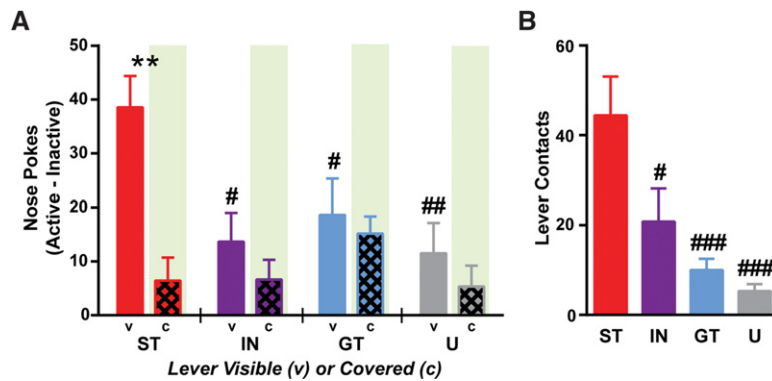 A
Nose Pokes
(Active - Inactive)
50
40
30
20
10
0
**
#
#
##
v c v c v c v c
ST IN GT U
Lever Visible (v) or Covered (c)
B
Lever Contacts
60
40
20
0
#
###
###
ST IN GT U